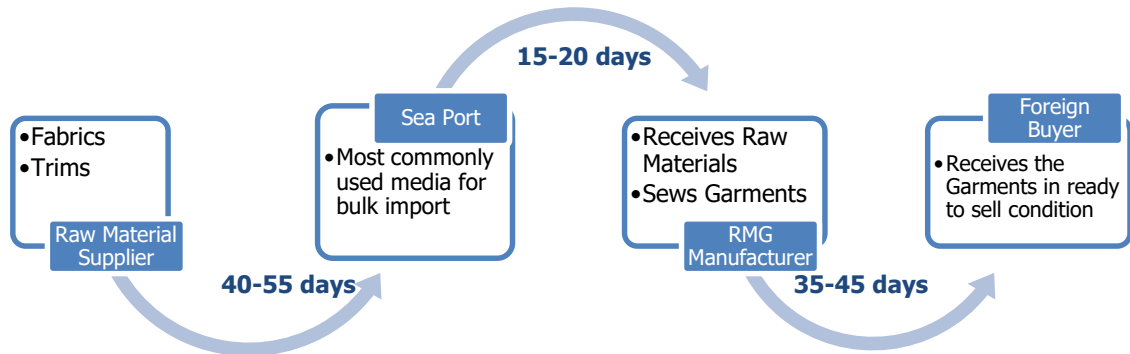 •Fabrics
•Trims
Raw Material
Supplier
40-55 days
Sea Port
•Most commonly
used media for
bulk import
15-20 days
•Receives Raw
Materials
•Sews Garments
RMG
Manufacturer
35-45 days
Foreign
Buyer
•Receives the
Garments in ready
to sell condition